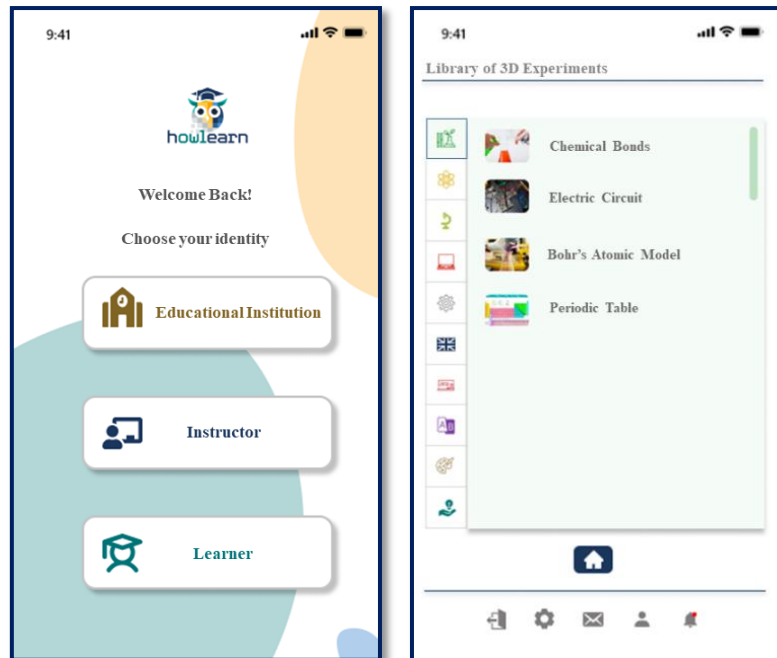 9:41
howlearn
Welcome Back!
Choose your identity
Educational Institution
Instructor
Learner
9:41
Library of 3D Experiments
Chemical Bonds
Electric Circuit
Bohr's Atomic Model
Periodic Table